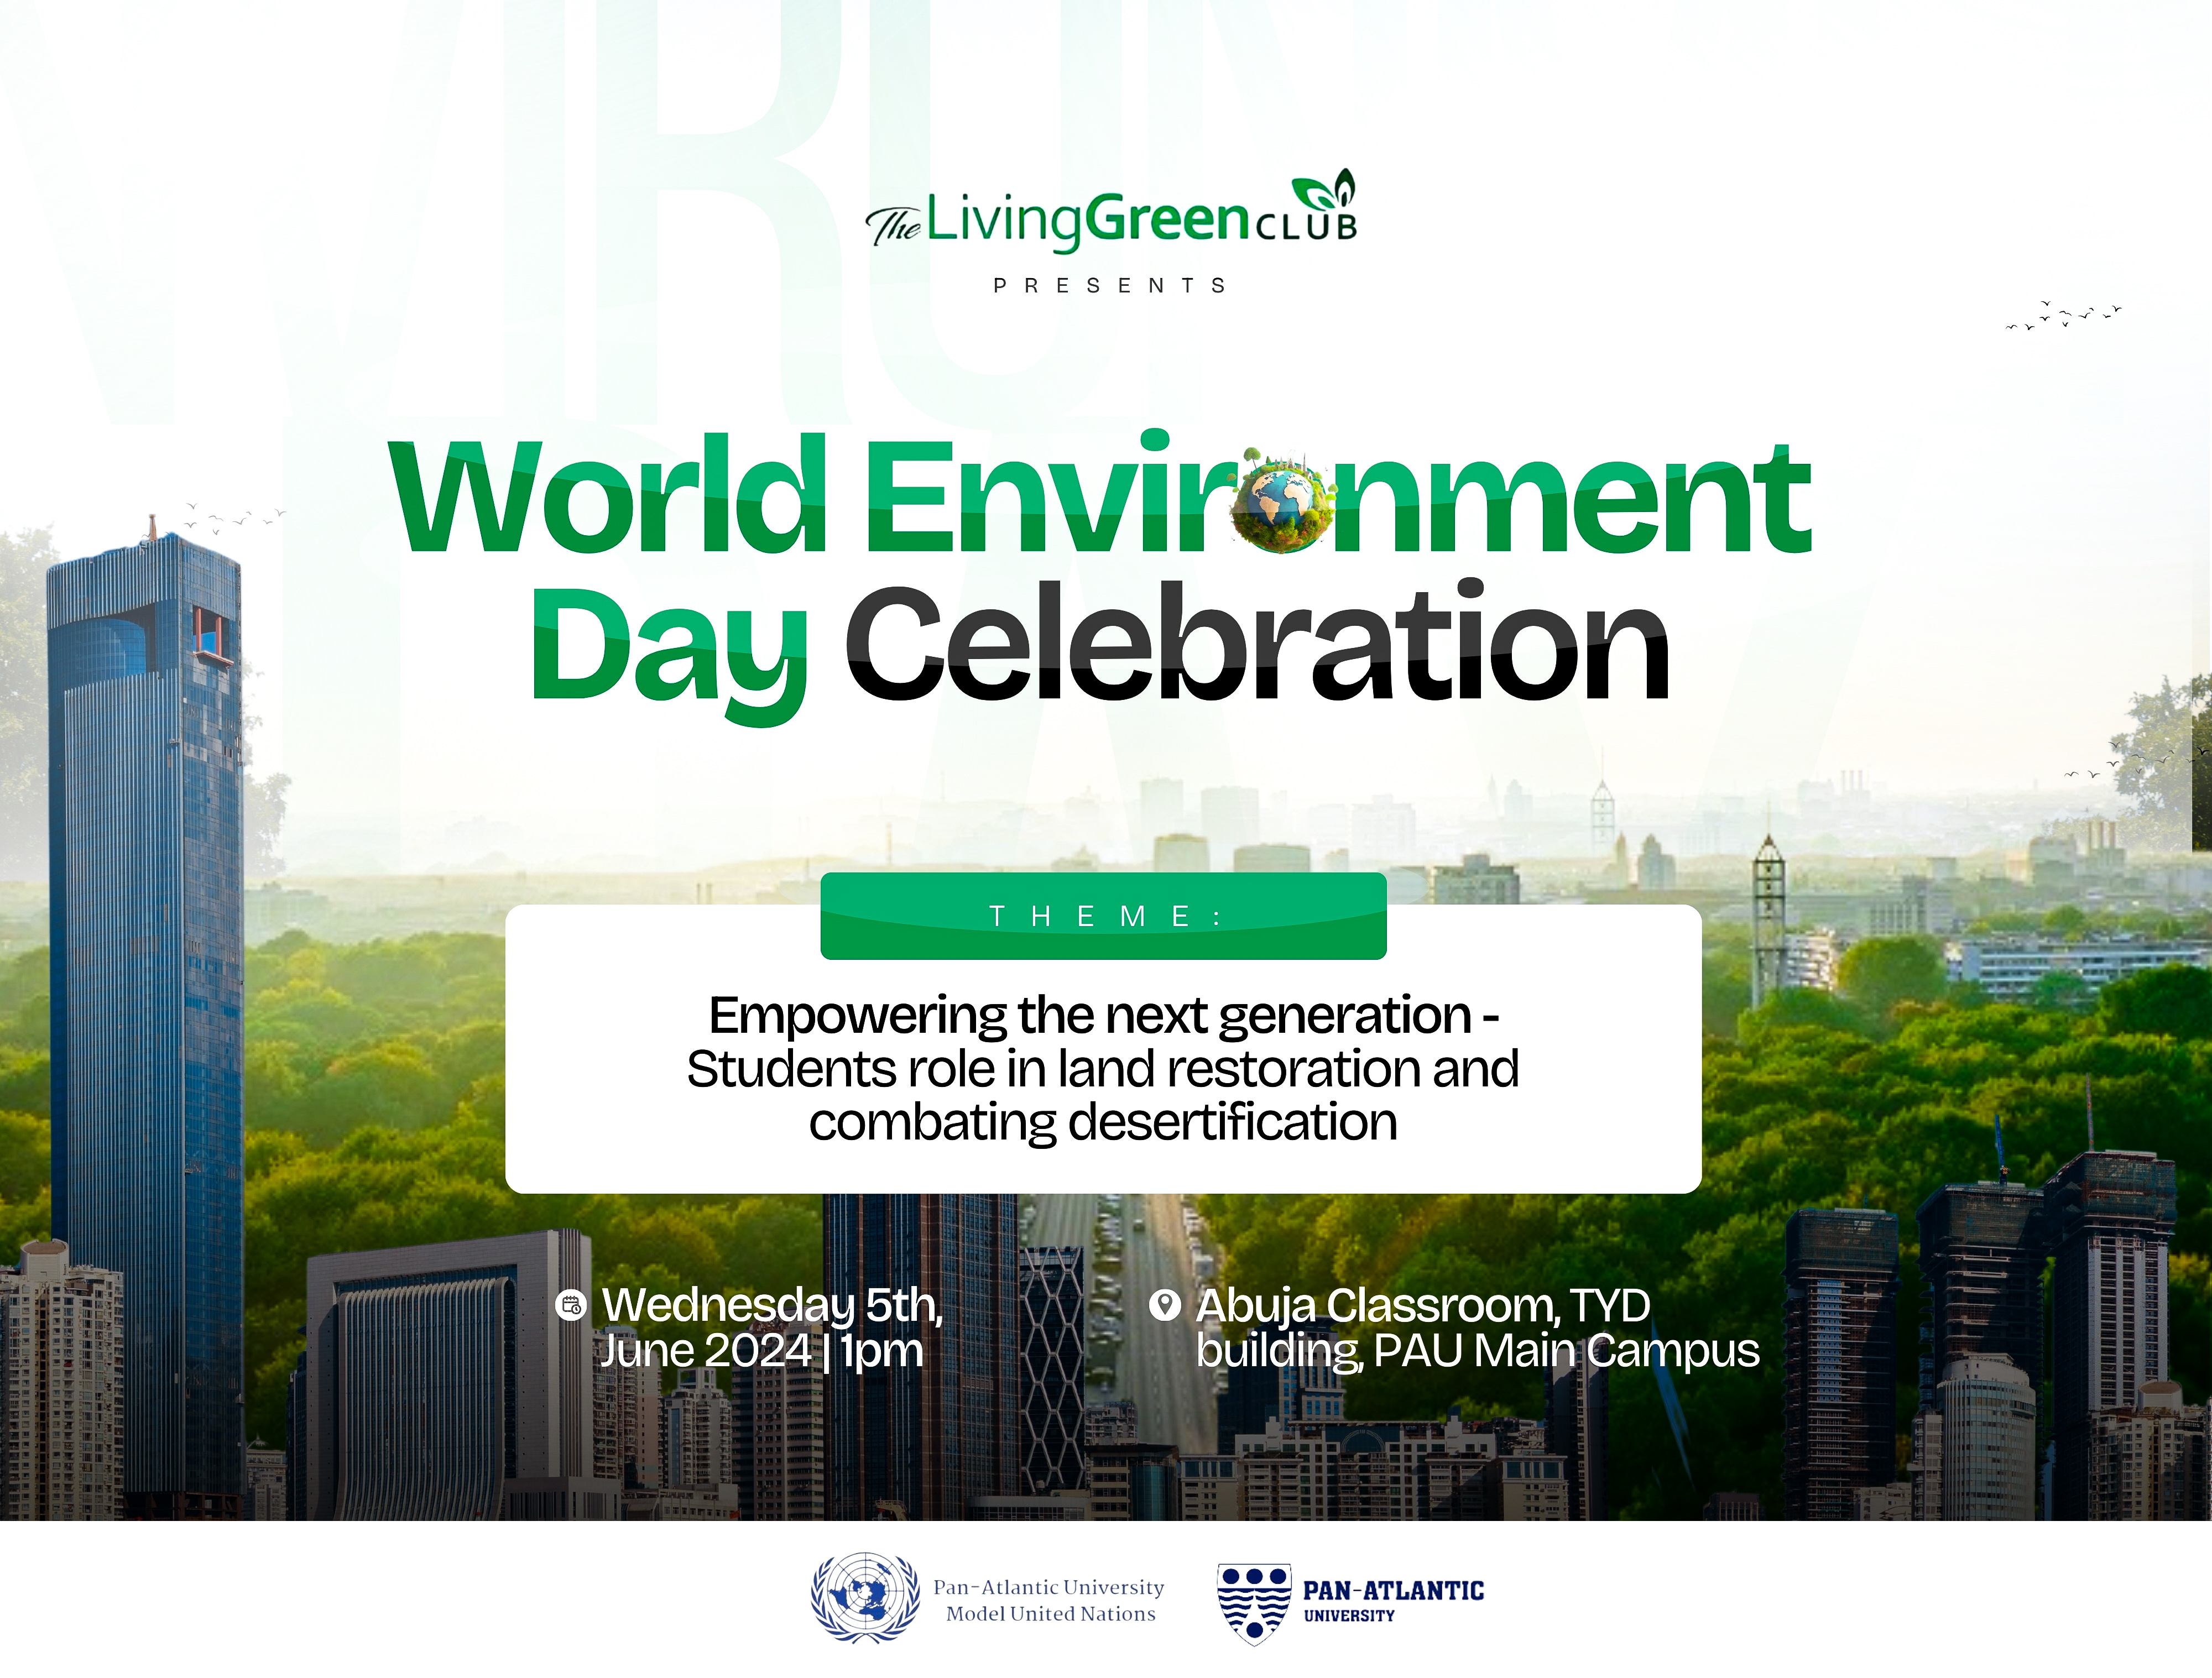 The LivingGreen CLUB
PRESENTS
World Environment
Day Celebration
THEME:
Empowering the next generation -
Students role in land restoration and
combating desertification
Wednesday 5th,
June 2024 | 1pm
Abuja Classroom, TYD
building, PAU Main Campus
Pan-Atlantic University
Model United Nations
PAN-ATLANTIC
UNIVERSITY